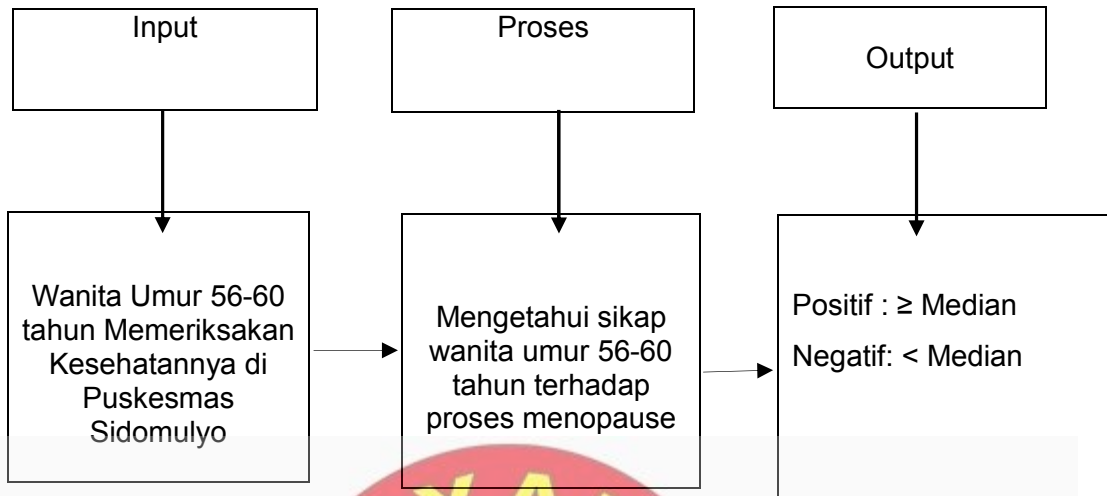 Input
Proses
Output
Wanita Umur 56-60
tahun Memeriksakan
Kesehatannya di
Puskesmas
Sidomulyo
Mengetahui sikap
wanita umur 56-60
tahun terhadap
proses menopause
Positif : ≥ Median
Negatif: < Median